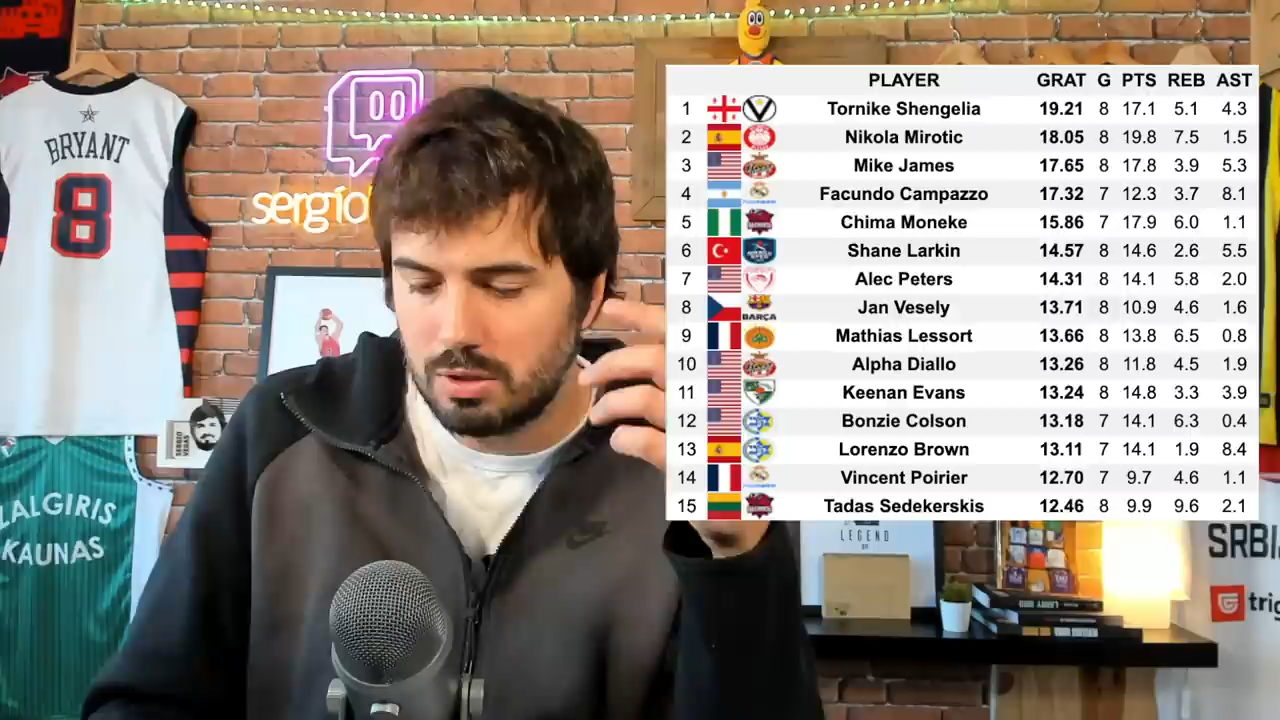 BRYANT
8
sergío
ZALGIRIS
KAUNAS
PLAYER GRAT G PTS REB AST
1 Tornike Shengelia 19.21 8 17.1 5.1 4.3
2 Nikola Mirotic 18.05 8 19.8 7.5 1.5
3 Mike James 17.65 8 17.8 3.9 5.3
4 Facundo Campazzo 17.32 7 12.3 3.7 8.1
5 Chima Moneke 15.86 7 17.9 6.0 1.1
6 Shane Larkin 14.57 8 14.6 2.6 5.5
7 Alec Peters 14.31 8 14.1 5.8 2.0
8 Jan Vesely 13.71 8 10.9 4.6 1.6
BARÇA
9 Mathias Lessort 13.66 8 13.8 6.5 0.8
10 Alpha Diallo 13.26 8 11.8 4.5 1.9
11 Keenan Evans 13.24 8 14.8 3.3 3.9
12 Bonzie Colson 13.18 7 14.1 6.3 0.4
13 Lorenzo Brown 13.11 7 14.1 1.9 8.4
14 Vincent Poirier 12.70 7 9.7 4.6 1.1
15 Tadas Sedekerskis 12.46 8 9.9 9.6 2.1
LEGEND
SRBI
trig